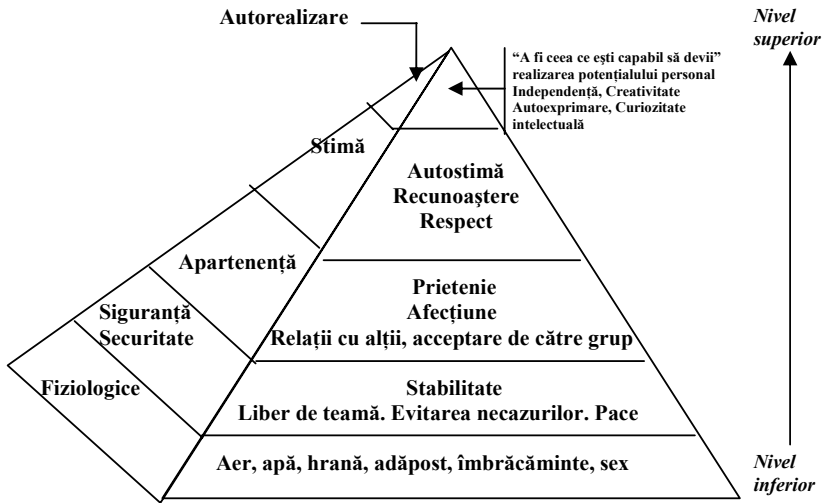 Autorealizare
Nivel
superior
“A fi ceea ce ești capabil să devii”
realizarea potențialului personal
Independență, Creativitate
Autoexprimare, Curiozitate
intelectuală
Stimă
Autostimă
Recunoaștere
Respect
Apartenență
Prietenie
Afecțiune
Relații cu alții, acceptare de către grup
Siguranță
Securitate
Stabilitate
Liber de teamă. Evitarea necazurilor. Pace
Fiziologice
Aer, apă, hrană, adăpost, îmbrăcăminte, sex
Nivel
inferior